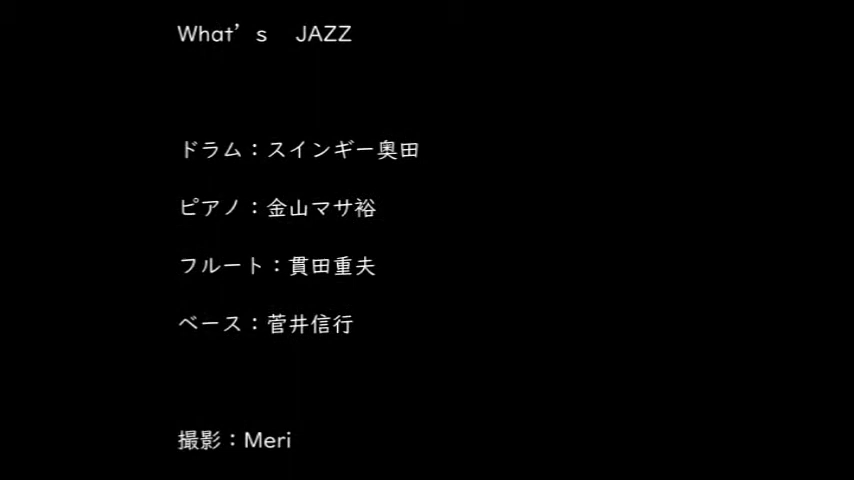 What’s　JAZZ
ドラム：スインギー奥田
ピアノ：金山マサ裕
フルート：貫田重夫
ベース：菅井信行
撮影：Meri